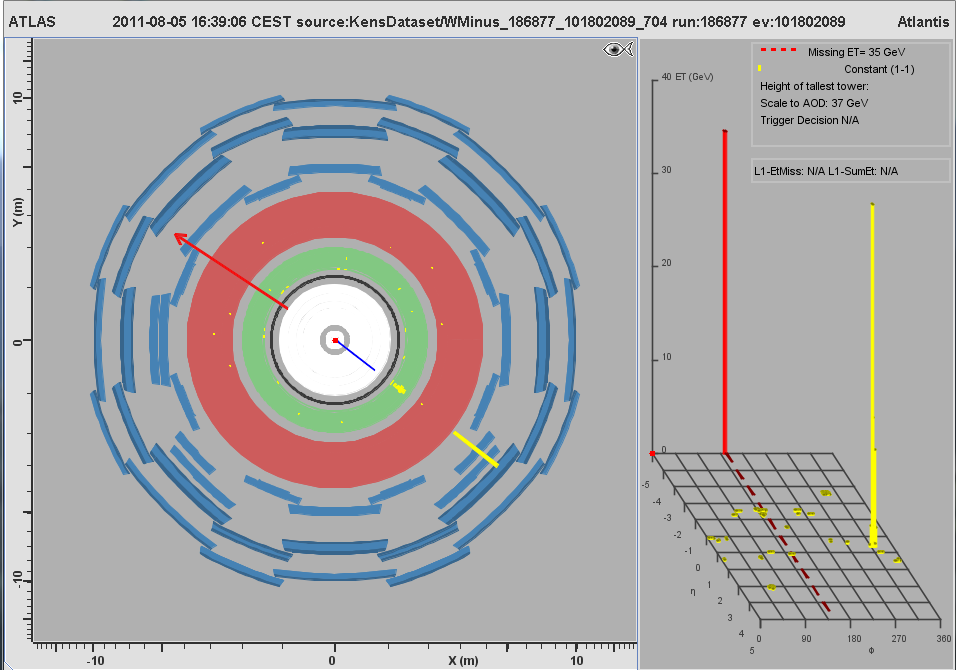 ATLAS 2011-08-05 16:39:06 CEST source:KensDataset/WMinus_186877_101802089_704 run:186877 ev:101802089 Atlantis
Missing ET= 35 GeV
Constant (1-1)
Height of tallest tower:
Scale to AOD: 37 GeV
Trigger Decision N/A
L1-EtMiss: N/A L1-SumEt: N/A
10
Y (m)
0
-10
-10 0 X (m) 10
40 ET (GeV)
30
20
10
0
-5
-4
-3
-2
-1
0
1
2
3
4
5
η
0 90 180 270 360
Φ